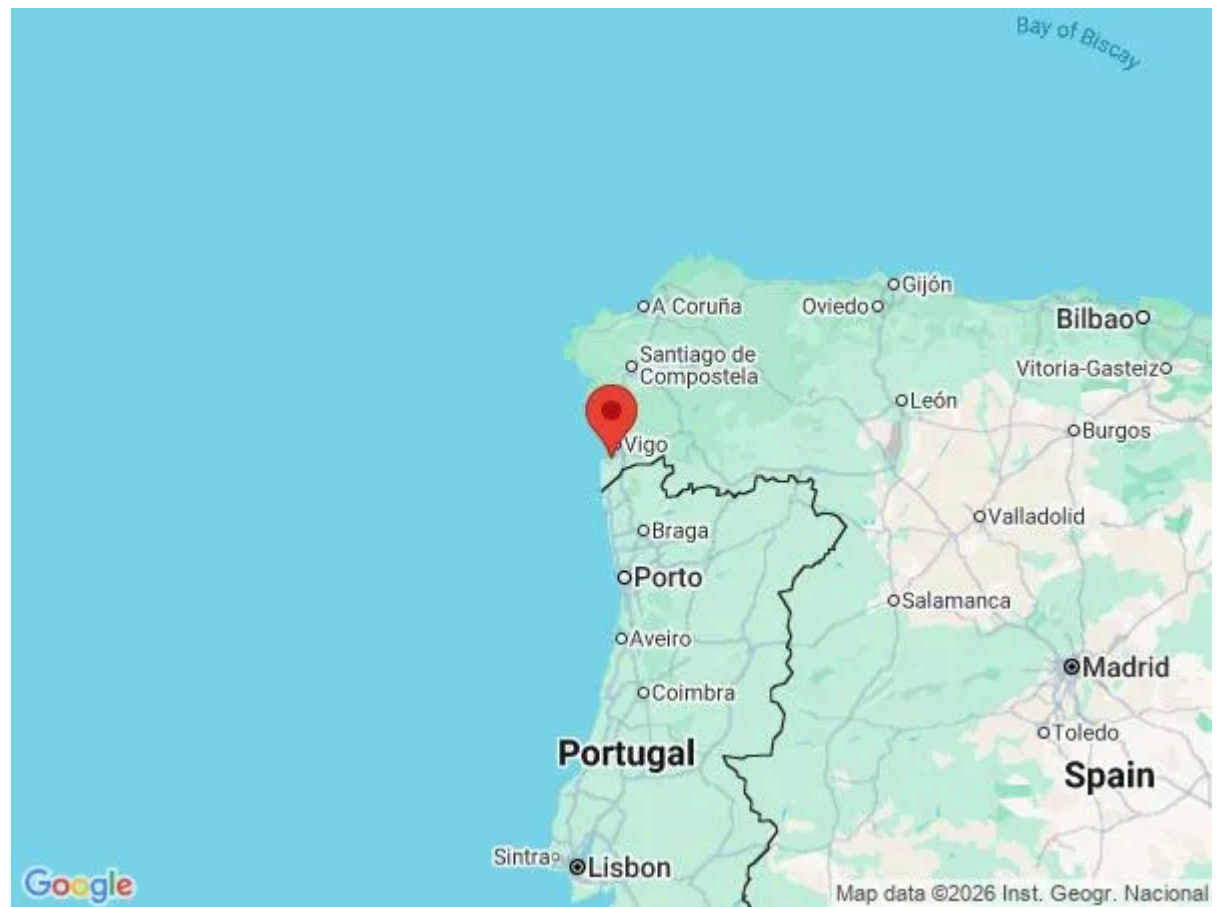 Bay of Biscay
Gijón
A Coruña
Oviedo
Bilbao
Santiago de
Compostela
Vitoria-Gasteiz
León
Burgos
Vigo
Valladolid
Braga
Porto
Salamanca
Aveiro
Madrid
Coimbra
Toledo
Portugal
Spain
Sintra
Lisbon
Google
Map data ©2026 Inst. Geogr. Nacional